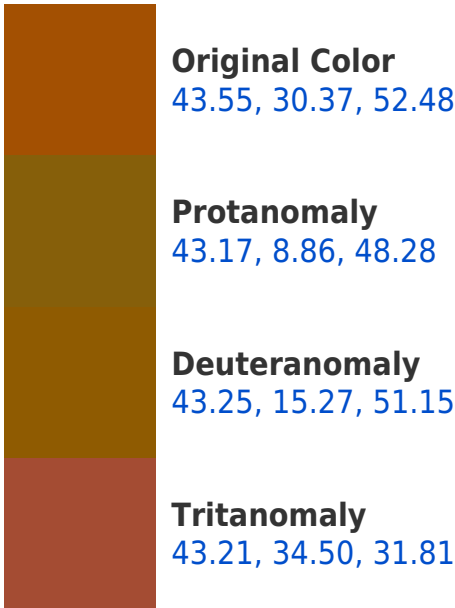 Original Color
43.55, 30.37, 52.48
Protanomaly
43.17, 8.86, 48.28
Deuteranomaly
43.25, 15.27, 51.15
Tritanomaly
43.21, 34.50, 31.81